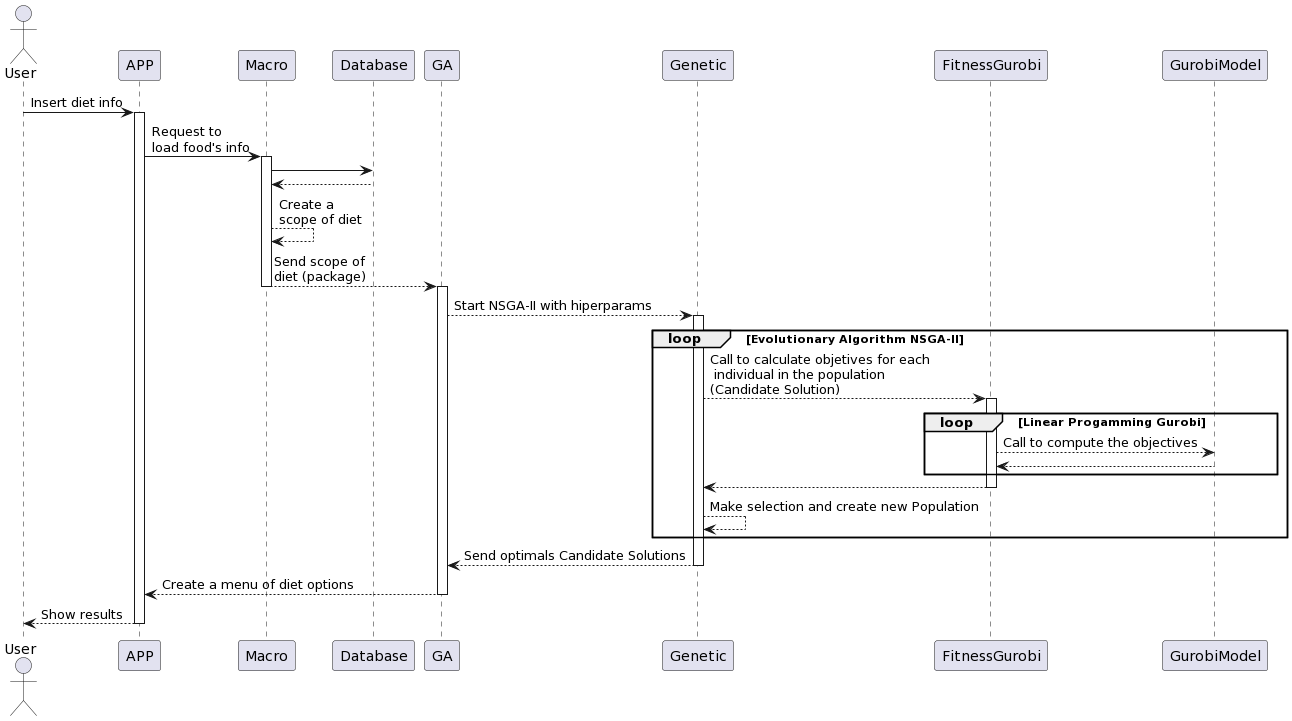 User
APP
Macro
Database
GA
Genetic
FitnessGurobi
GurobiModel
Insert diet info
Request to
load food's info
Create a
scope of diet
Send scope of
diet (package)
Start NSGA-II with hiperparams
loop
[Evolutionary Algorithm NSGA-II]
Call to calculate objetives for each
individual in the population
(Candidate Solution)
loop
[Linear Progamming Gurobi]
Call to compute the objectives
Make selection and create new Population
Send optimals Candidate Solutions
Create a menu of diet options
Show results
User
APP
Macro
Database
GA
Genetic
FitnessGurobi
GurobiModel